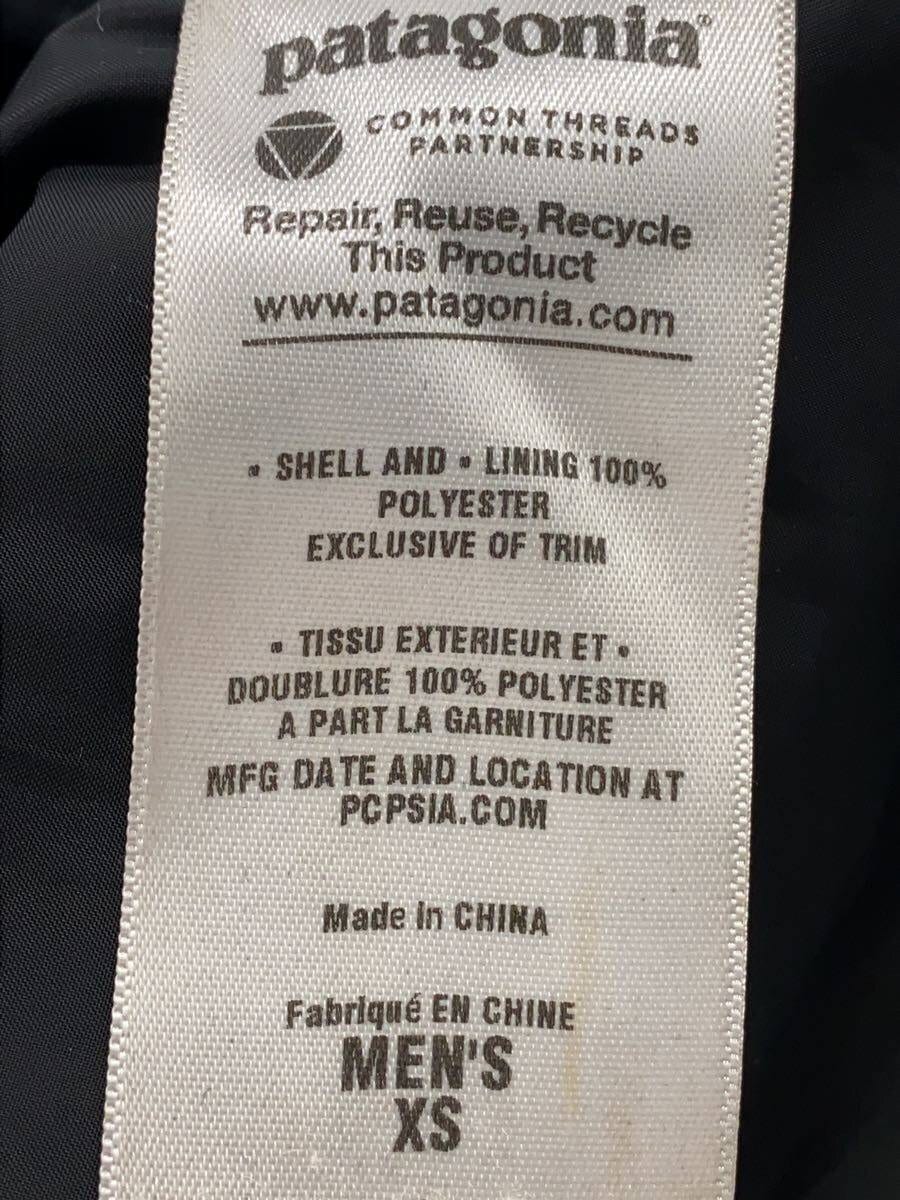 patagonia®
COMMON THREADS
PARTNERSHIP
Repair, Reuse, Recycle
This Product
www.patagonia.com
▪ SHELL AND ▪ LINING 100%
POLYESTER
EXCLUSIVE OF TRIM
▪ TISSU EXTERIEUR ET ▪
DOUBLURE 100% POLYESTER
A PART LA GARNITURE
MFG DATE AND LOCATION AT
PCPSIA.COM
Made in CHINA
Fabriqué EN CHINE
MEN'S
XS